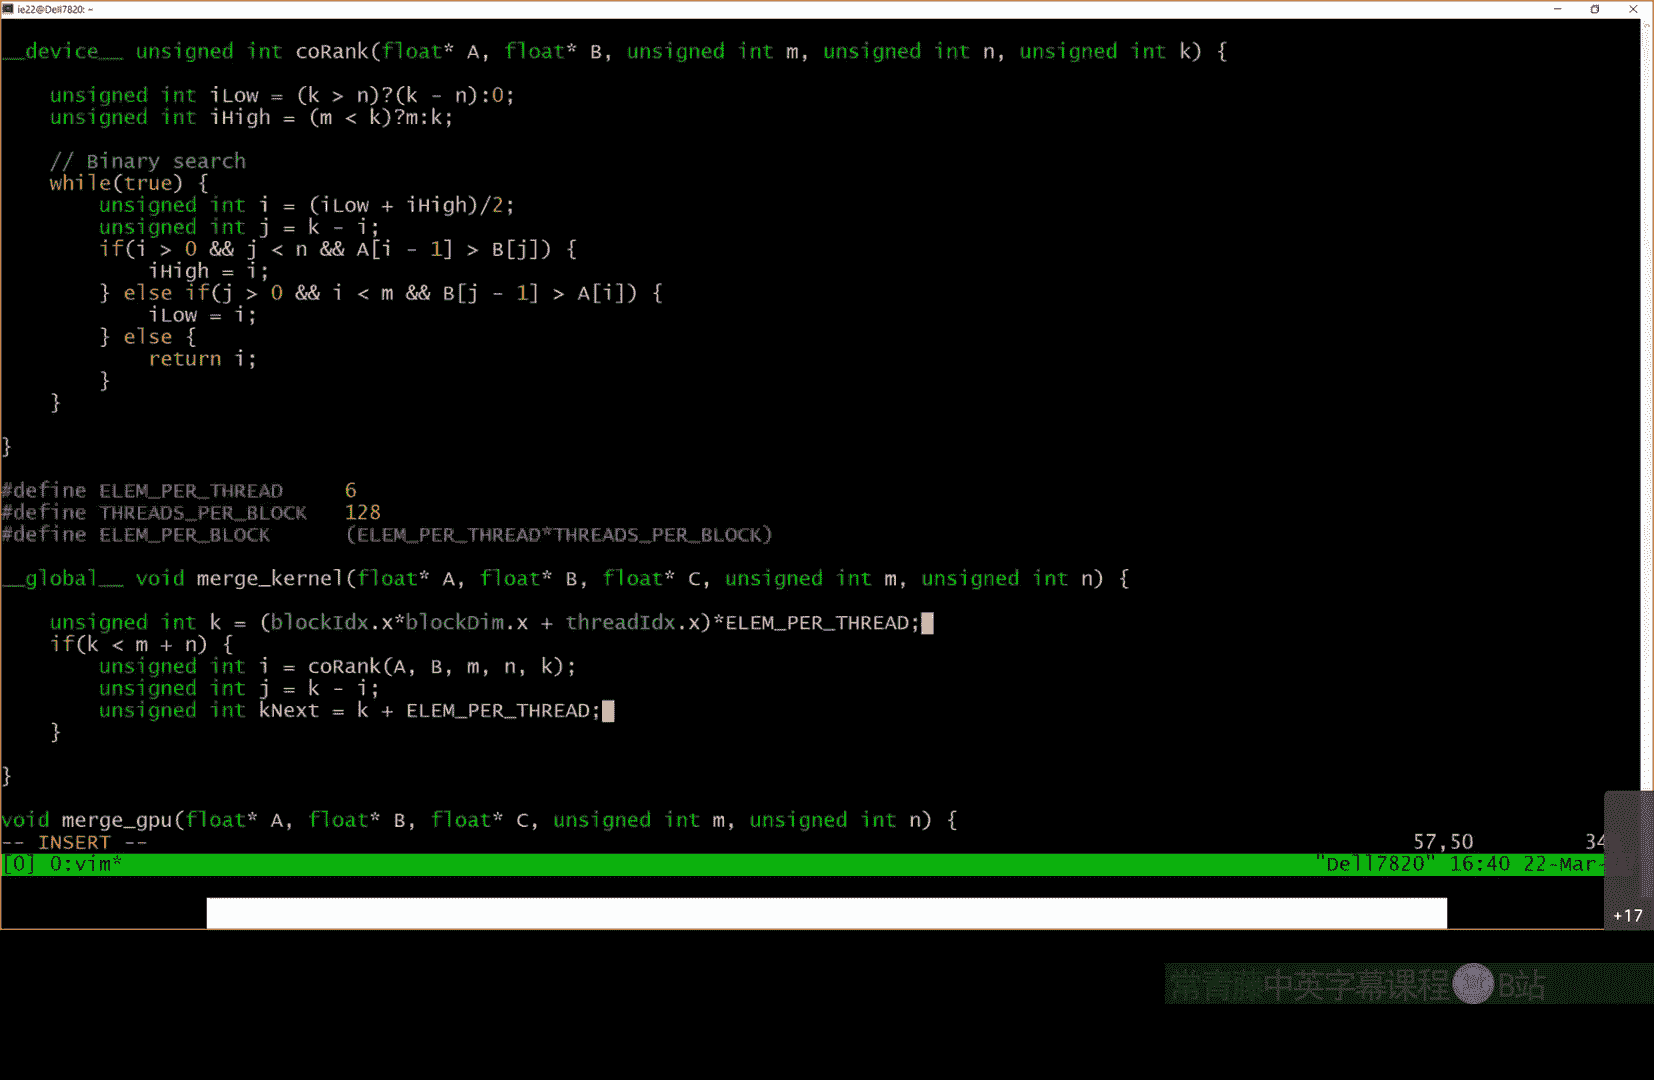 ie22@Dell7820: ~
__device__ unsigned int coRank(float* A, float* B, unsigned int m, unsigned int n, unsigned int k) {
unsigned int iLow = (k > n)?(k - n):0;
unsigned int iHigh = (m < k)?m:k;
// Binary search
while(true) {
unsigned int i = (iLow + iHigh)/2;
unsigned int j = k - i;
if(i > 0 && j < n && A[i - 1] > B[j]) {
iHigh = i;
} else if(j > 0 && i < m && B[j - 1] > A[i]) {
iLow = i;
} else {
return i;
}
}
}
#define ELEM_PER_THREAD 6
#define THREADS_PER_BLOCK 128
#define ELEM_PER_BLOCK (ELEM_PER_THREAD*THREADS_PER_BLOCK)
__global__ void merge_kernel(float* A, float* B, float* C, unsigned int m, unsigned int n) {
unsigned int k = (blockIdx.x*blockDim.x + threadIdx.x)*ELEM_PER_THREAD;
if(k < m + n) {
unsigned int i = coRank(A, B, m, n, k);
unsigned int j = k - i;
unsigned int kNext = k + ELEM_PER_THREAD;
}
}
void merge_gpu(float* A, float* B, float* C, unsigned int m, unsigned int n) {
-- INSERT -- 57,50 34
[0] 0:vim* "Dell7820" 16:40 22-Mar-
+17
常青藤中英字幕课程 B站